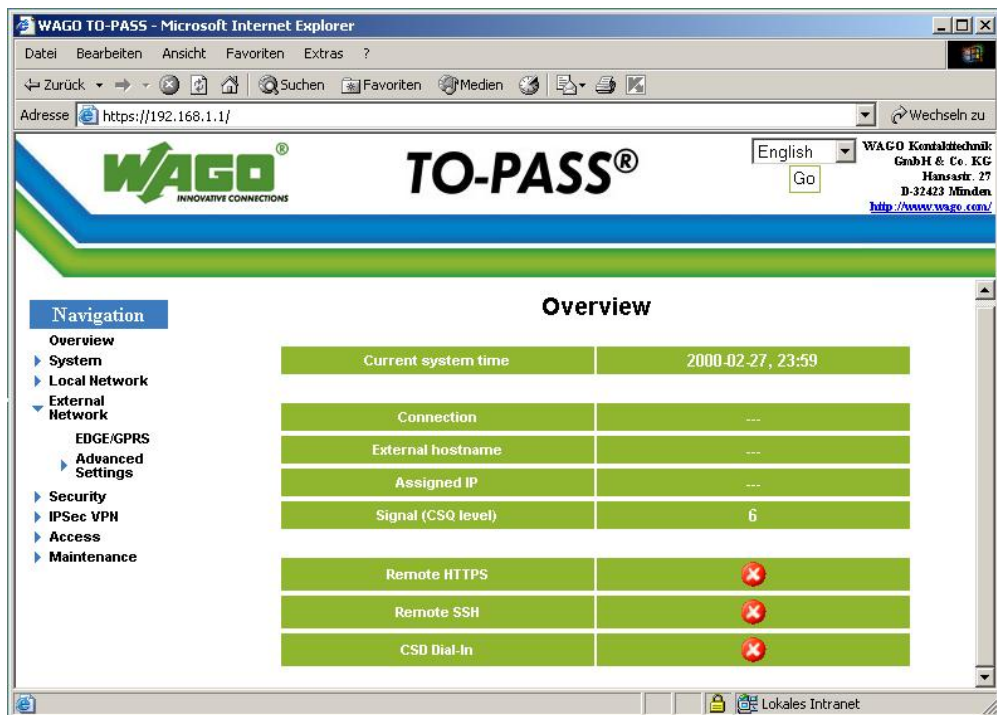 WAGO TO-PASS - Microsoft Internet Explorer
Datei Bearbeiten Ansicht Favoriten Extras ?
Zurück Suchen Favoriten Medien
Adresse https://192.168.1.1/ Wechseln zu
WAGO®
INNOVATIVE CONNECTIONS
TO-PASS®
English
Go
WAGO Kontakttechnik
GmbH & Co. KG
Hansastr. 27
D-32423 Minden
http://www.wago.com/
Navigation
Overview
System
Local Network
External
Network
EDGE/GPRS
Advanced
Settings
Security
IPSec VPN
Access
Maintenance
Overview
Current system time 2000-02-27, 23:59
Connection ---
External hostname ---
Assigned IP ---
Signal (CSQ level) 6
Remote HTTPS
Remote SSH
CSD Dial-In
Lokales Intranet